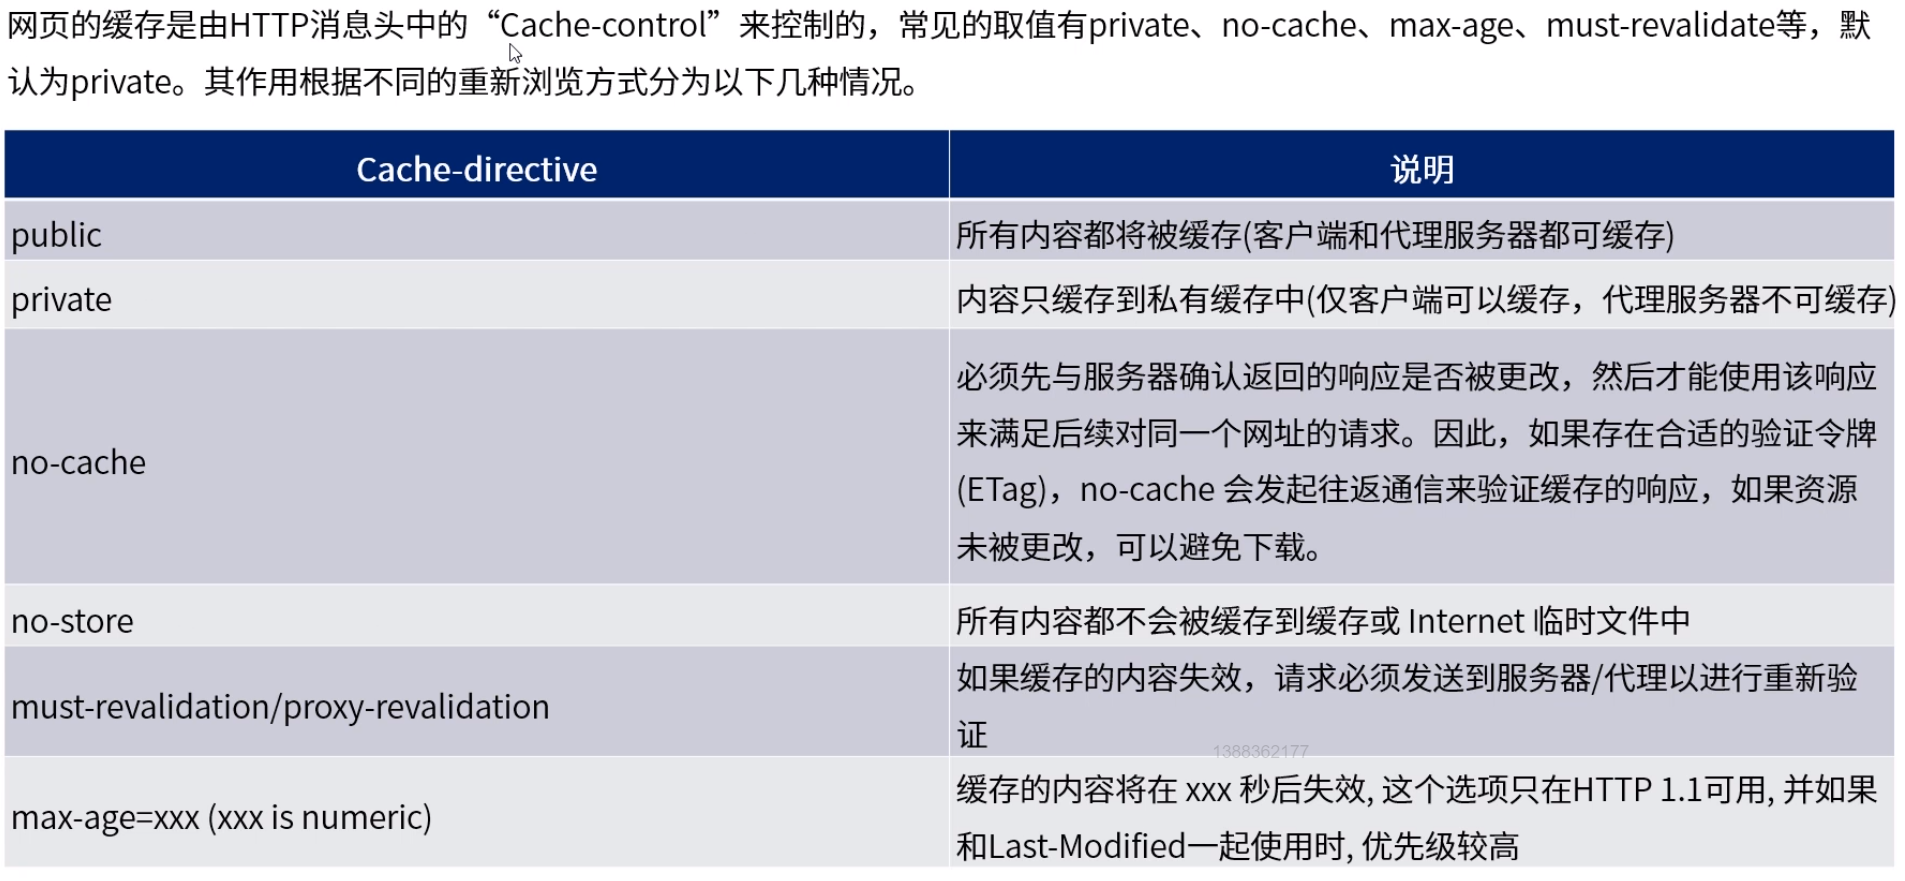 网页的缓存是由HTTP消息头中的“Cache-control”来控制的，常见的取值有private、no-cache、max-age、must-revalidate等，默
认为private。其作用根据不同的重新浏览方式分为以下几种情况。
Cache-directive
说明
public
所有内容都将被缓存(客户端和代理服务器都可缓存)
private
内容只缓存到私有缓存中(仅客户端可以缓存，代理服务器不可缓存)
no-cache
必须先与服务器确认返回的响应是否被更改，然后才能使用该响应
来满足后续对同一个网址的请求。因此，如果存在合适的验证令牌
(ETag)，no-cache 会发起往返通信来验证缓存的响应，如果资源
未被更改，可以避免下载。
no-store
所有内容都不会被缓存到缓存或 Internet 临时文件中
must-revalidation/proxy-revalidation
如果缓存的内容失效，请求必须发送到服务器/代理以进行重新验
证
1388362177
max-age=xxx (xxx is numeric)
缓存的内容将在 xxx 秒后失效, 这个选项只在HTTP 1.1可用, 并如果
和Last-Modified一起使用时, 优先级较高